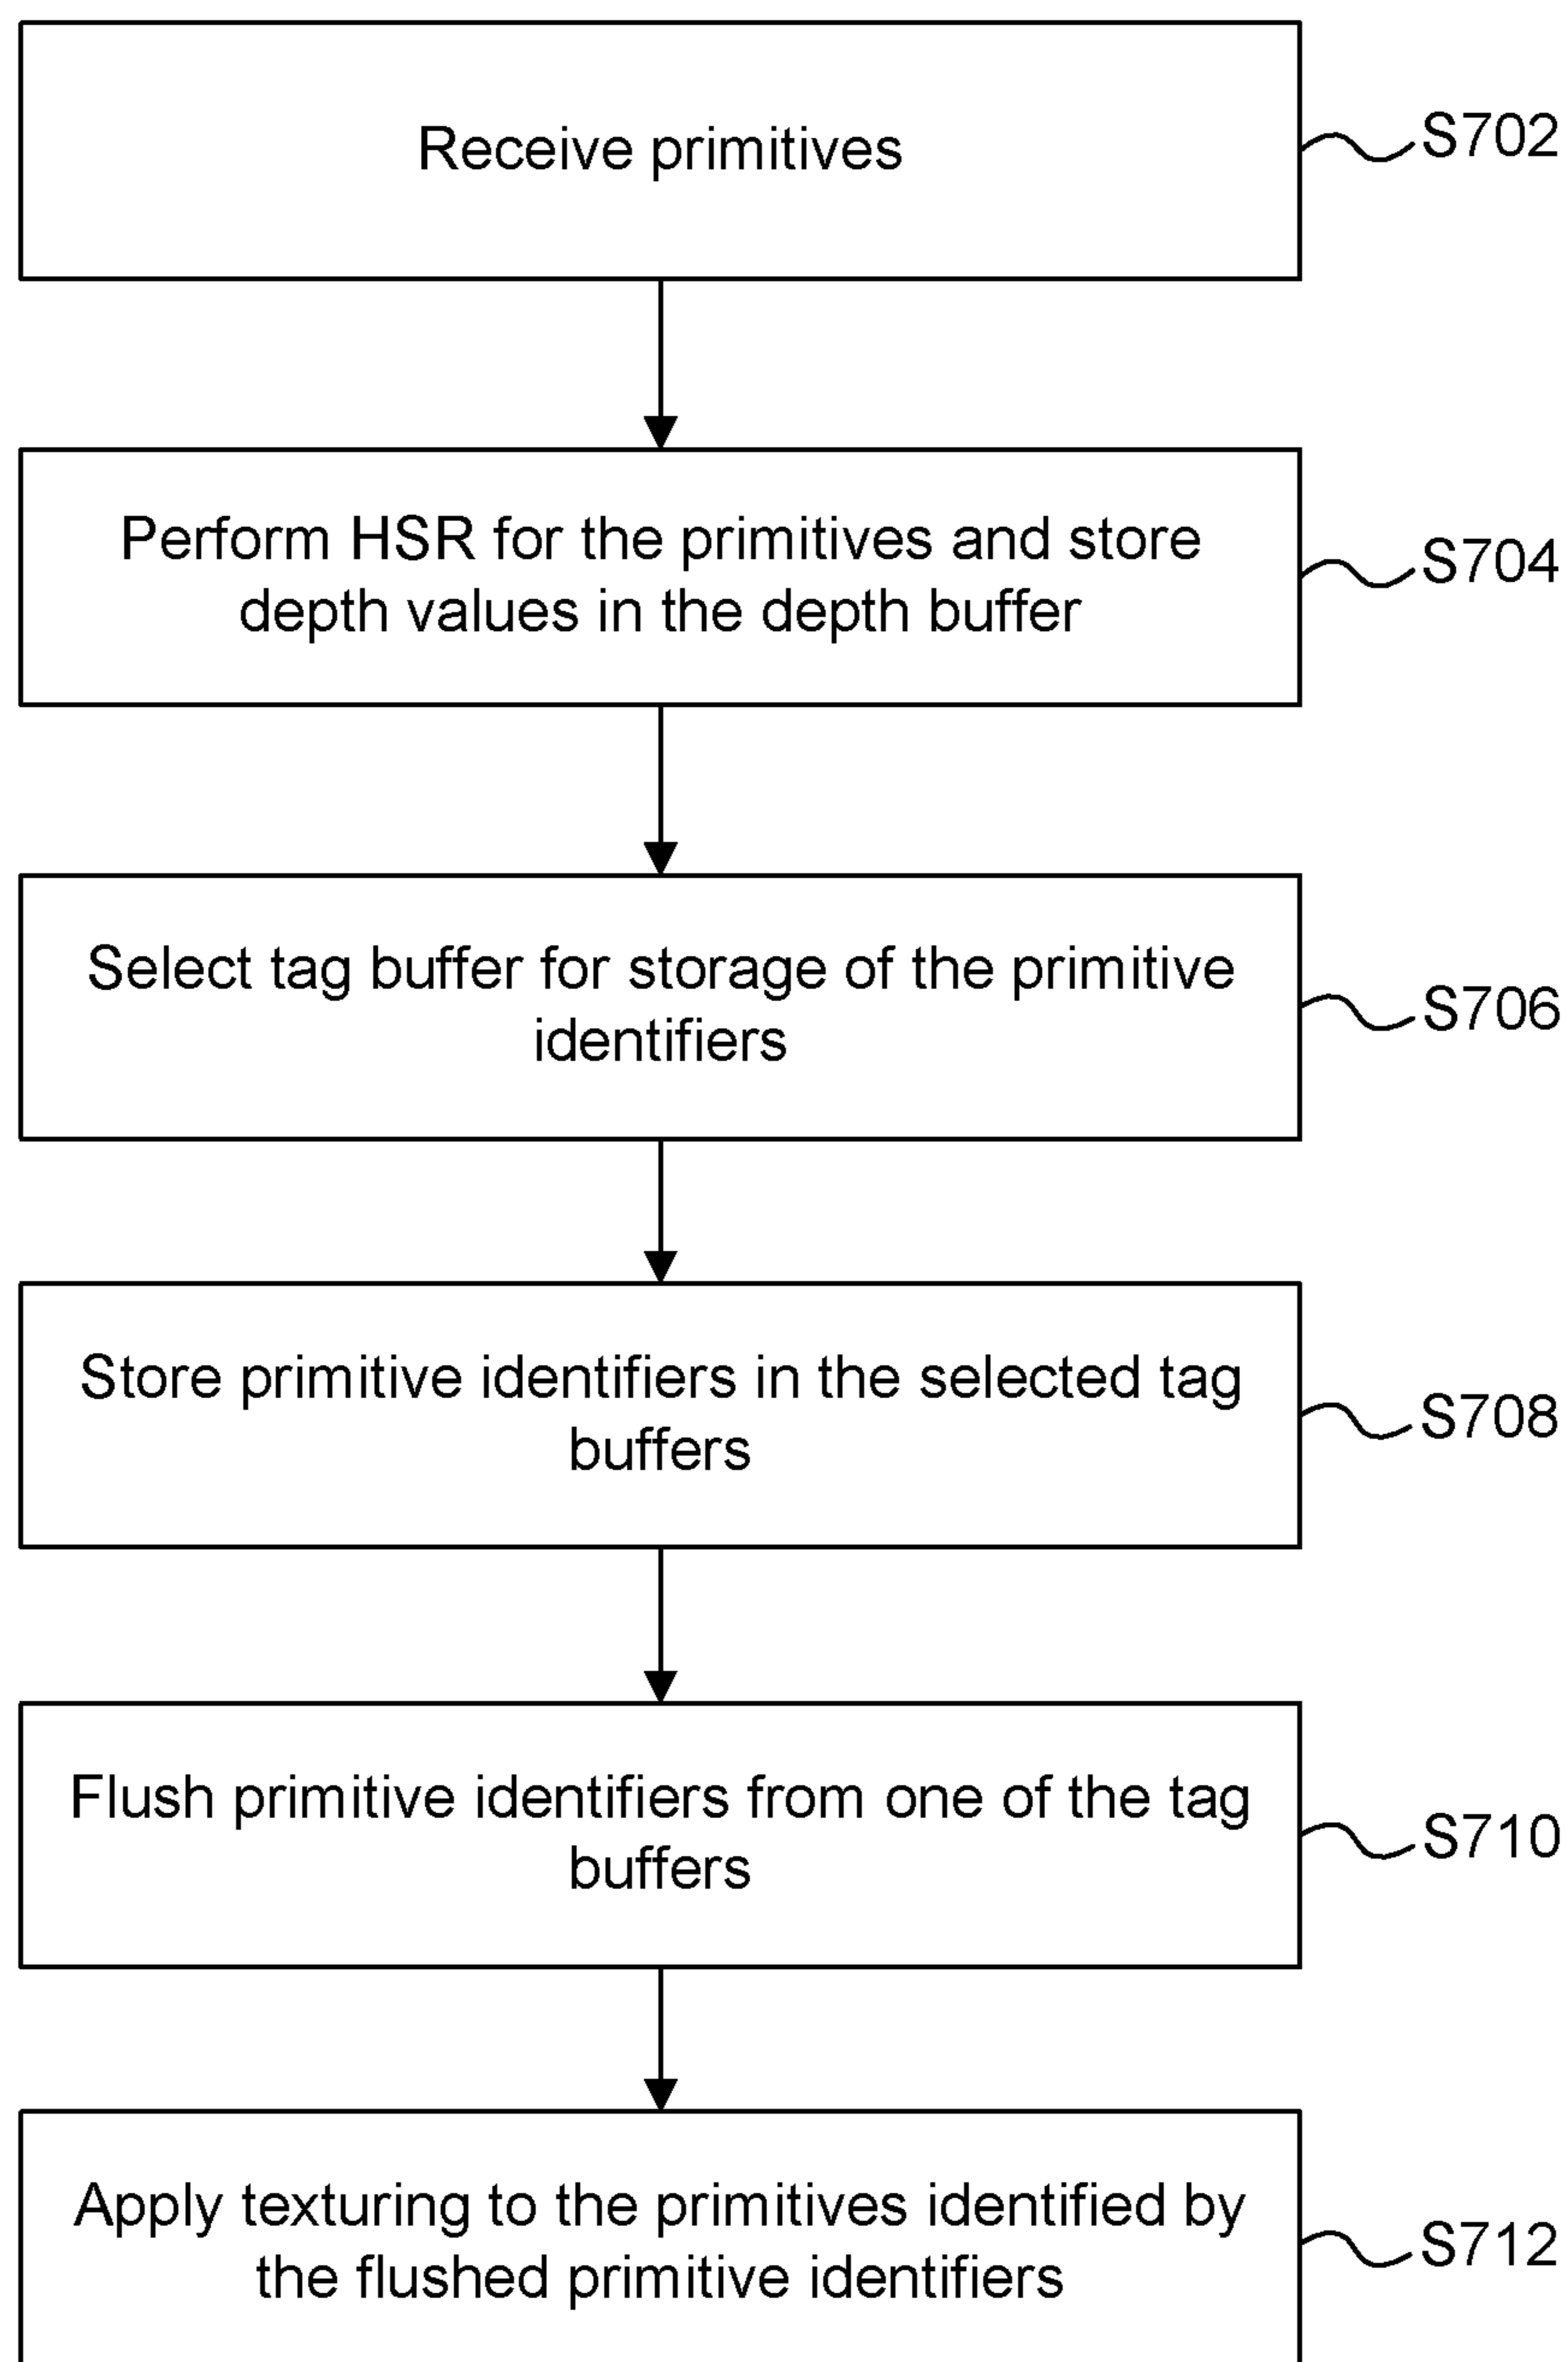 Receive primitives
S702
Perform HSR for the primitives and store
depth values in the depth buffer
S704
Select tag buffer for storage of the primitive
identifiers
S706
Store primitive identifiers in the selected tag
buffers
S708
Flush primitive identifiers from one of the tag
buffers
S710
Apply texturing to the primitives identified by
the flushed primitive identifiers
S712